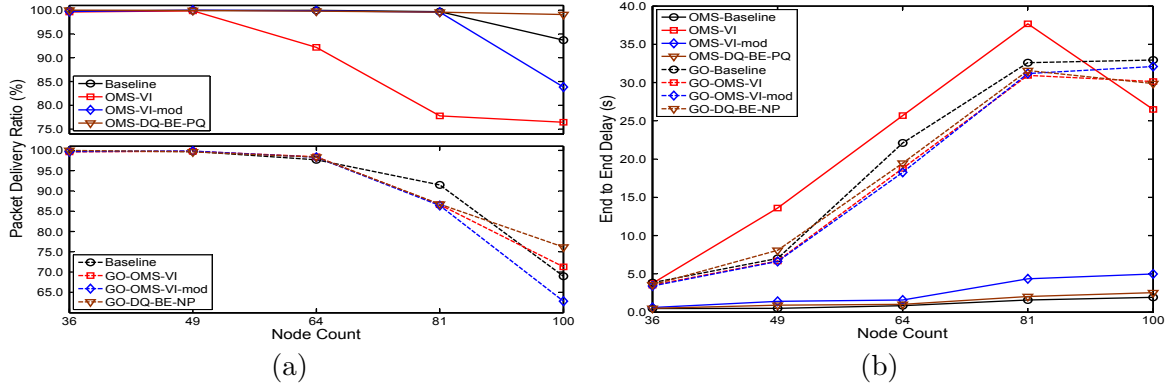 Packet Delivery Ratio (%)
100.0
95.0
90.0
85.0
80.0
75.0
Baseline
OMS-VI
OMS-VI-mod
OMS-DQ-BE-PQ
100.0
95.0
90.0
85.0
80.0
75.0
70.0
65.0
Baseline
GO-OMS-VI
GO-OMS-VI-mod
GO-DQ-BE-NP
36 49 64 81 100
Node Count
(a)
End to End Delay (s)
40.0
35.0
30.0
25.0
20.0
15.0
10.0
5.0
0.0
OMS-Baseline
OMS-VI
OMS-VI-mod
OMS-DQ-BE-PQ
GO-Baseline
GO-OMS-VI
GO-OMS-VI-mod
GO-DQ-BE-NP
36 49 64 81 100
Node Count
(b)